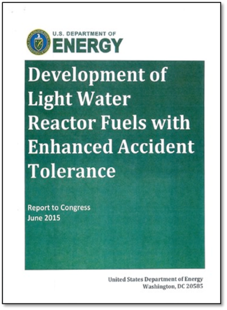 U.S. DEPARTMENT OF
ENERGY
Development of
Light Water
Reactor Fuels with
Enhanced Accident
Tolerance
Report to Congress
June 2015
United States Department of Energy
Washington, DC 20585